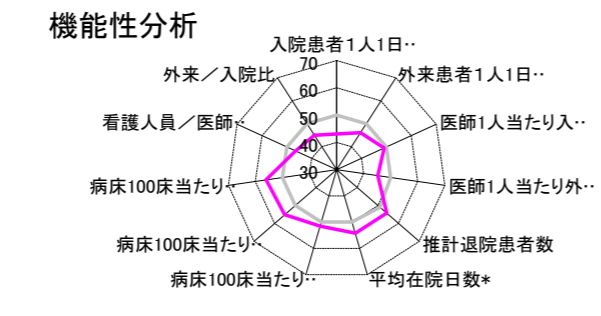 機能性分析
入院患者１人1日‥
外来患者１人1日‥
医師1人当たり入‥
医師1人当たり外‥
推計退院患者数
平均在院日数*
病床100床当たり‥
病床100床当たり‥
病床100床当たり‥
看護人員／医師‥
外来／入院比
70
60
50
40
30